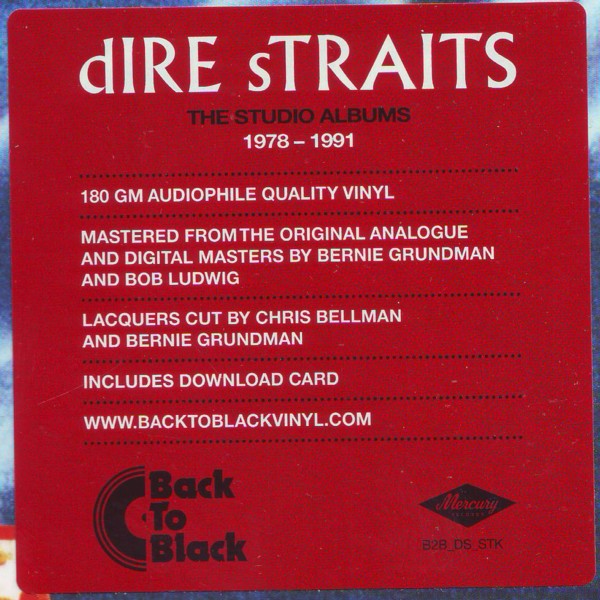 dIRE sTRAITS
THE STUDIO ALBUMS
1978 – 1991
180 GM AUDIOPHILE QUALITY VINYL
MASTERED FROM THE ORIGINAL ANALOGUE
AND DIGITAL MASTERS BY BERNIE GRUNDMAN
AND BOB LUDWIG
LACQUERS CUT BY CHRIS BELLMAN
AND BERNIE GRUNDMAN
INCLUDES DOWNLOAD CARD
WWW.BACKTOBLACKVINYL.COM
Back
To
Black
Mercury
RECORDS
B2B_DS_STK